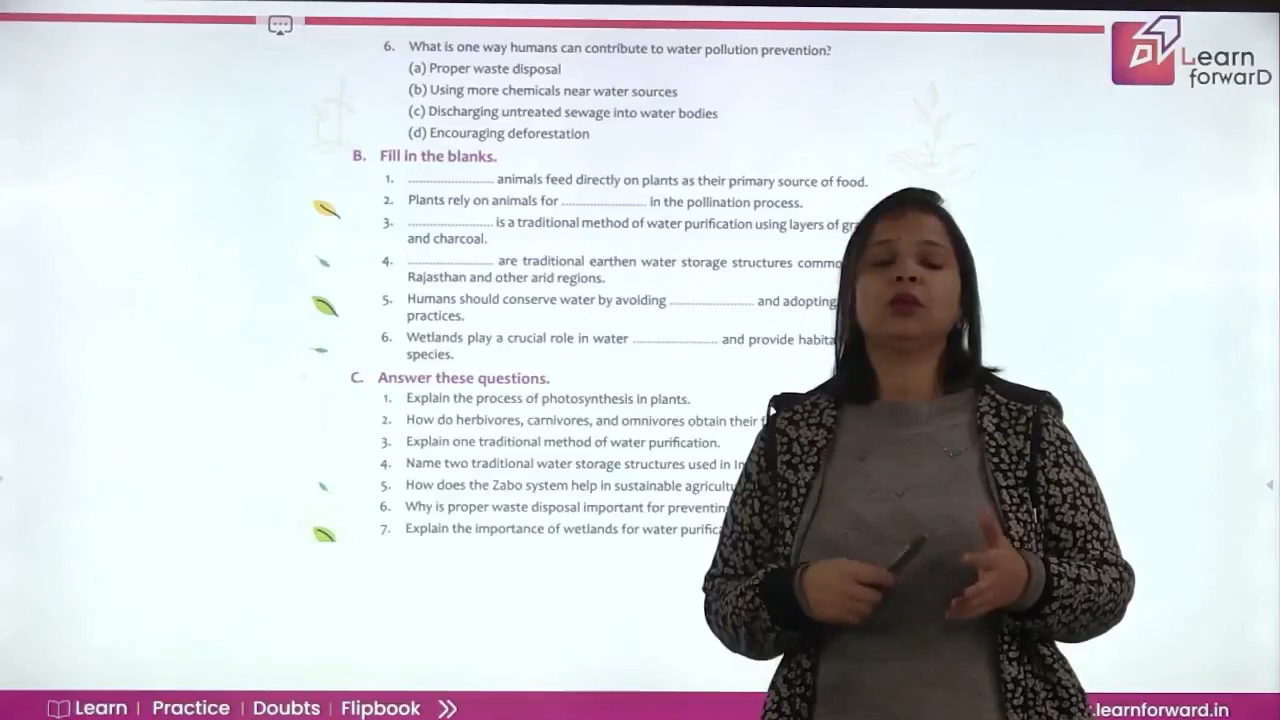 Learn
forwarD
6. What is one way humans can contribute to water pollution prevention?
(a) Proper waste disposal
(b) Using more chemicals near water sources
(c) Discharging untreated sewage into water bodies
(d) Encouraging deforestation
B. Fill in the blanks.
1. ........................ animals feed directly on plants as their primary source of food.
2. Plants rely on animals for ........................ in the pollination process.
3. ........................ is a traditional method of water purification using layers of
and charcoal.
4. ........................ are traditional earthen water storage structures
Rajasthan and other arid regions.
5. Humans should conserve water by avoiding ........................ and adopting
practices.
6. Wetlands play a crucial role in water ........................ and provide
species.
C. Answer these questions.
1. Explain the process of photosynthesis in plants.
2. How do herbivores, carnivores, and omnivores obtain their
3. Explain one traditional method of water purification.
4. Name two traditional water storage structures used in
5. How does the Zabo system help in sustainable
6. Why is proper waste disposal important for
7. Explain the importance of wetlands for water
Learn | Practice | Doubts | Flipbook
.learnforward.in